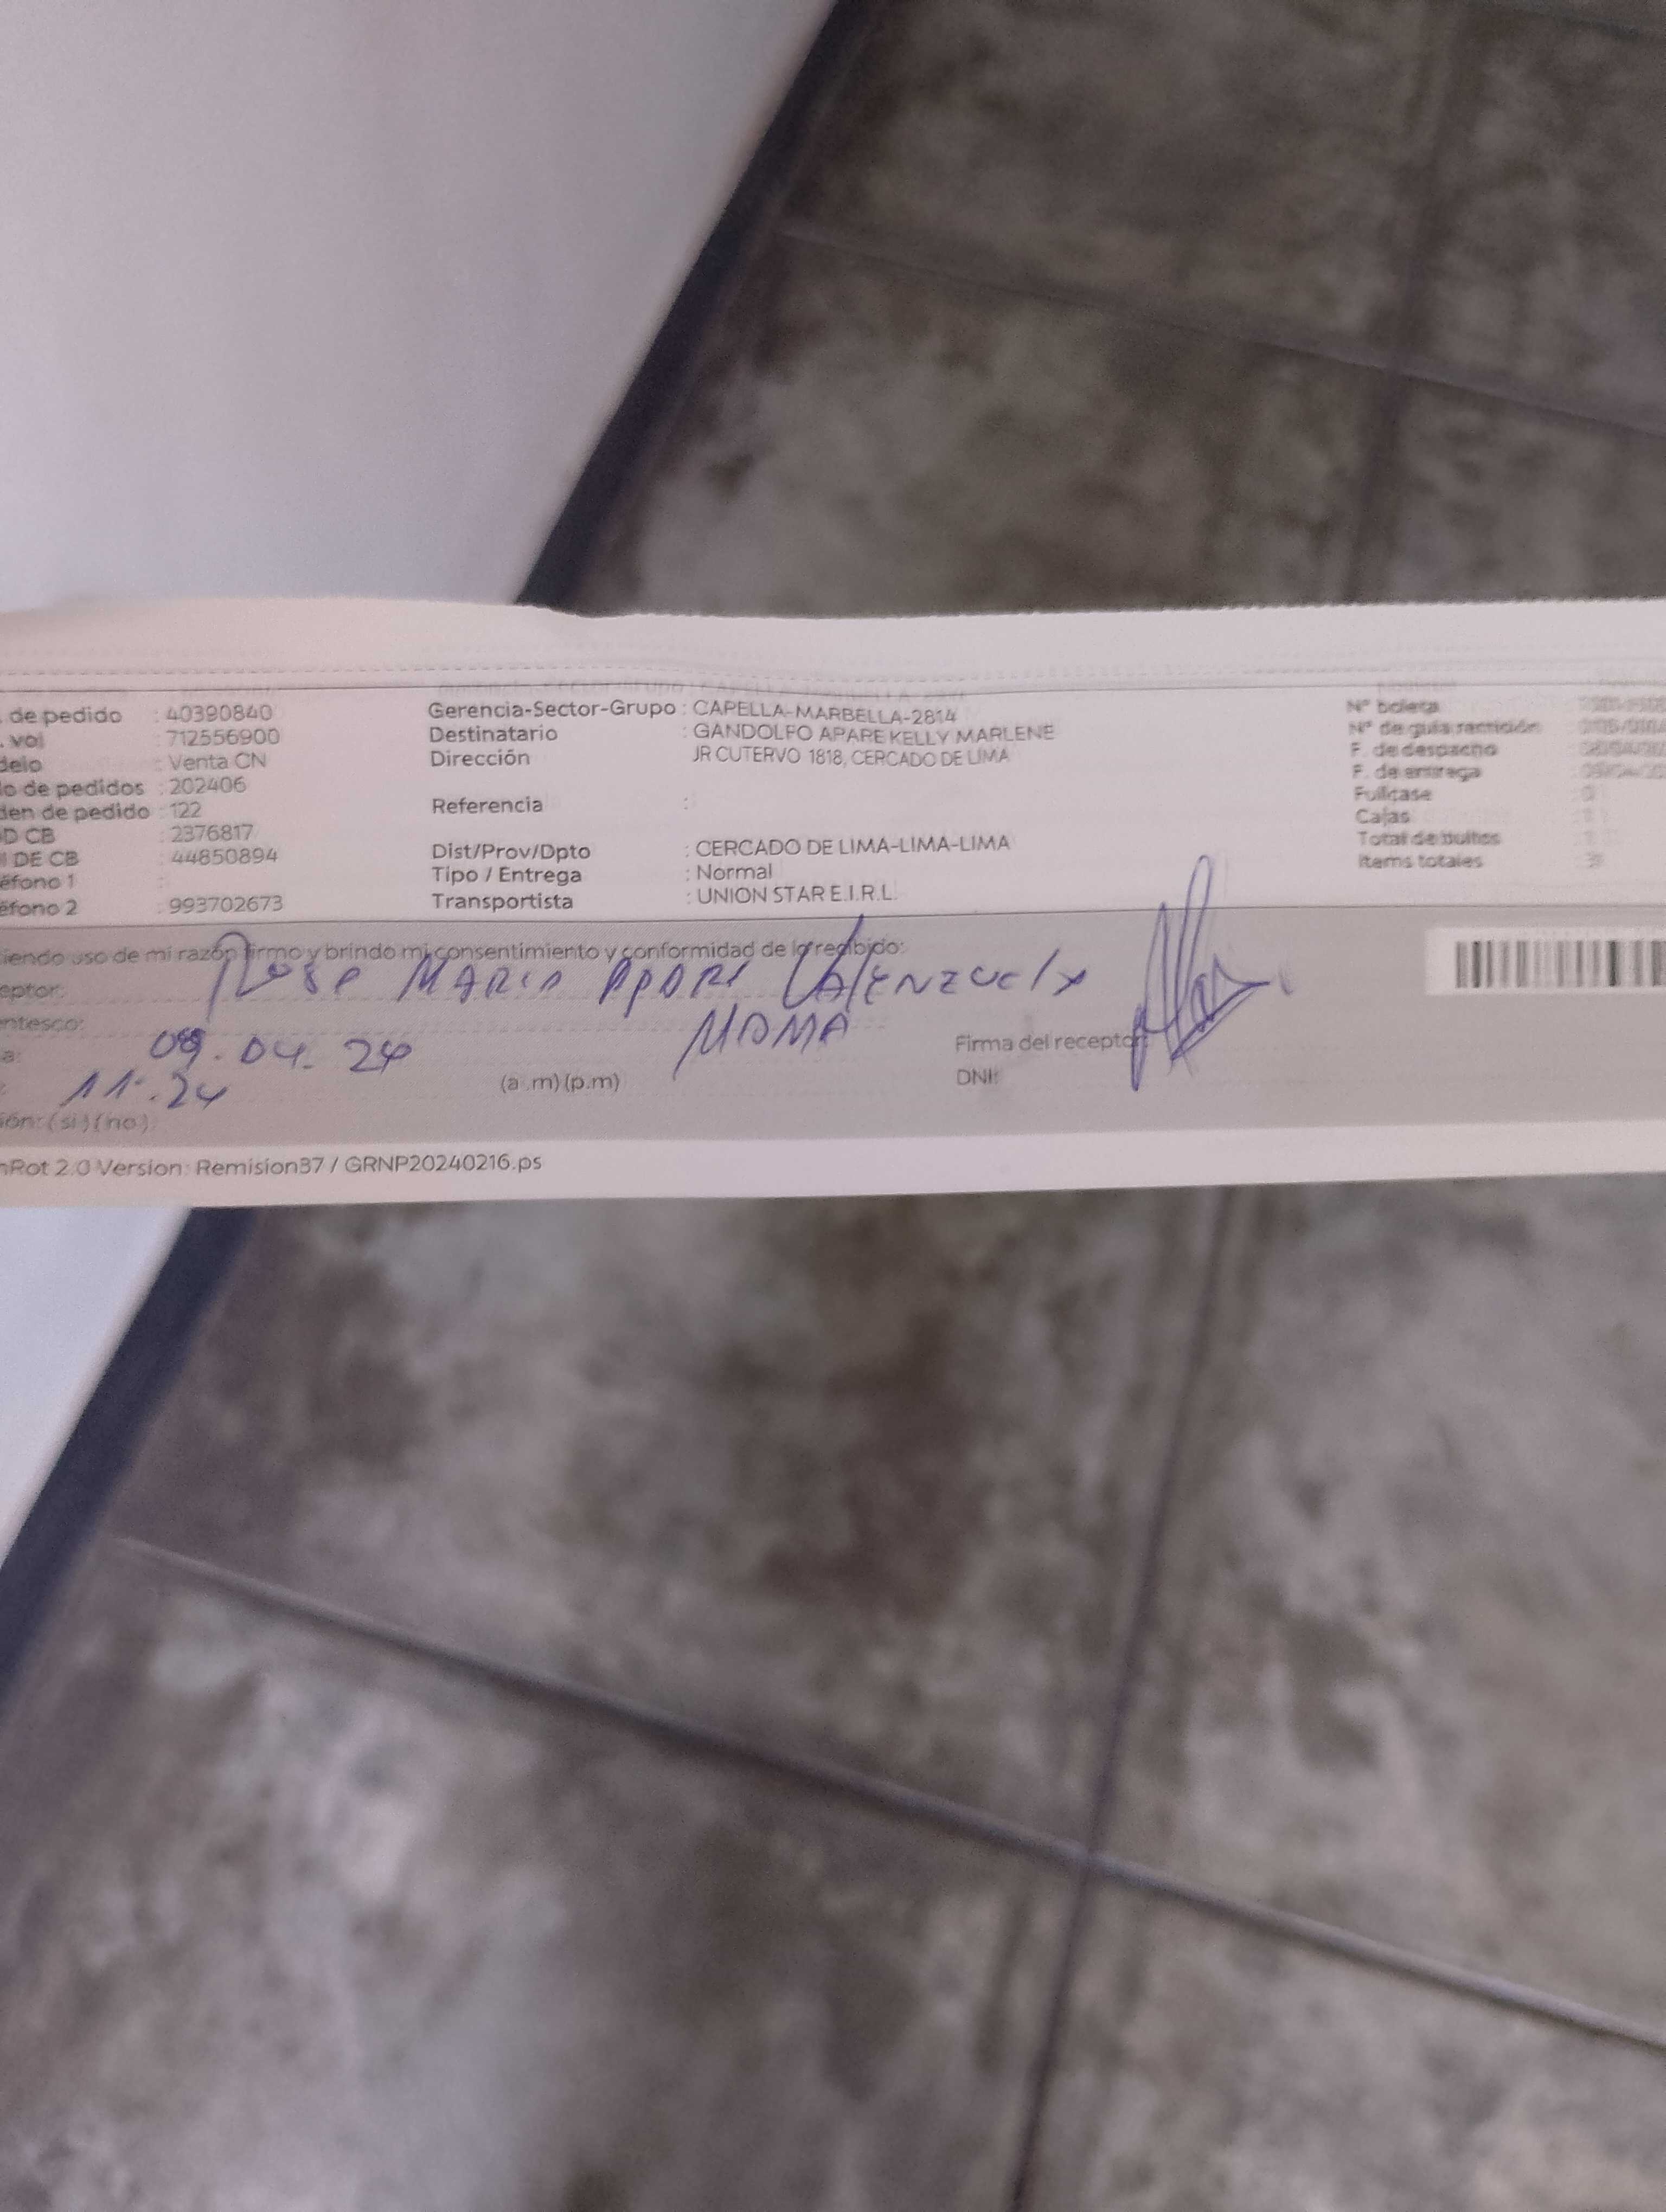 de pedido : 40390840
. vol : 712556900
delo : Venta CN
o de pedidos : 202406
den de pedido : 122
D CB : 2376817
I DE CB : 44850894
éfono 1 :
éfono 2 : 993702673
Gerencia-Sector-Grupo : CAPELLA-MARBELLA-2814
Destinatario : GANDOLFO APARE KELLY MARLENE
Dirección JR CUTERVO 1818, CERCADO DE LIMA
Referencia :
Dist/Prov/Dpto : CERCADO DE LIMA-LIMA-LIMA
Tipo / Entrega : Normal
Transportista : UNION STAR E.I.R.L.
N° boleta
N° de guía remisión
F. de despacho
F. de entrega
Fullcase : 0
Cajas
Total de bultos
Items totales
iendo uso de mi razón firmo y brindo mi consentimiento y conformidad de lo recibido:
eptor: Rosa MARIA Valenzuela
entesco: MAMA
a: 09.04.24
11:24 (a.m) (p.m)
Firma del receptor:
DNI:
ión: (si) (no)
nRot 2.0 Version: Remision37 / GRNP20240216.ps